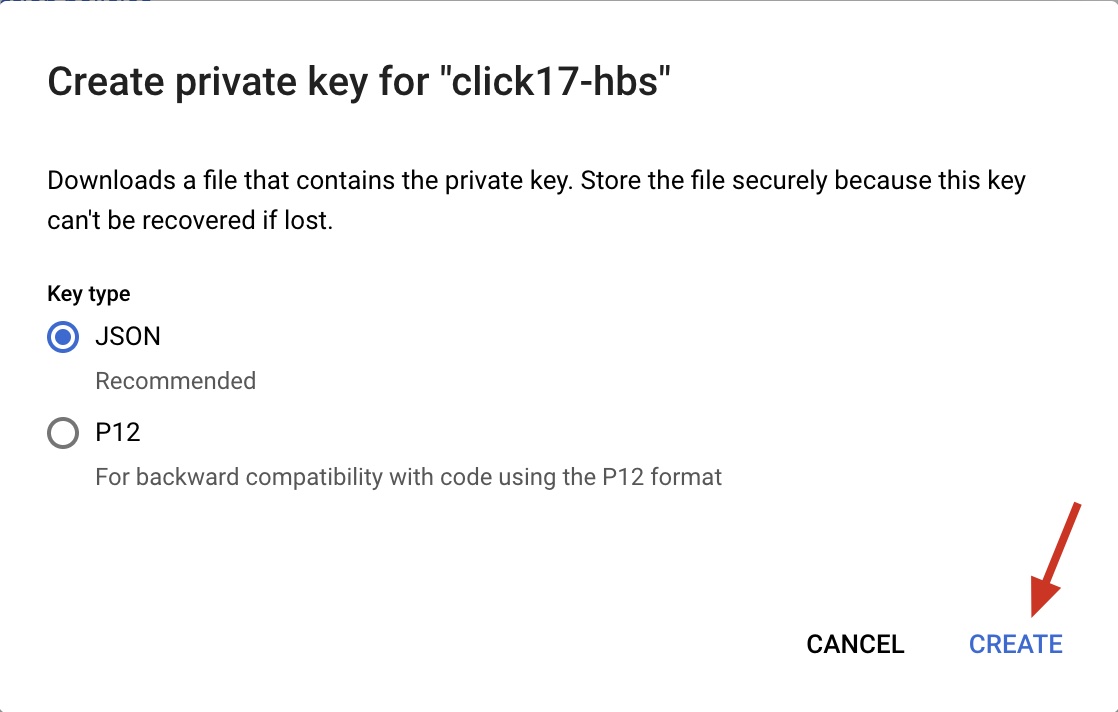 Create private key for "click17-hbs"
Downloads a file that contains the private key. Store the file securely because this key
can't be recovered if lost.
Key type
JSON
Recommended
P12
For backward compatibility with code using the P12 format
CANCEL CREATE